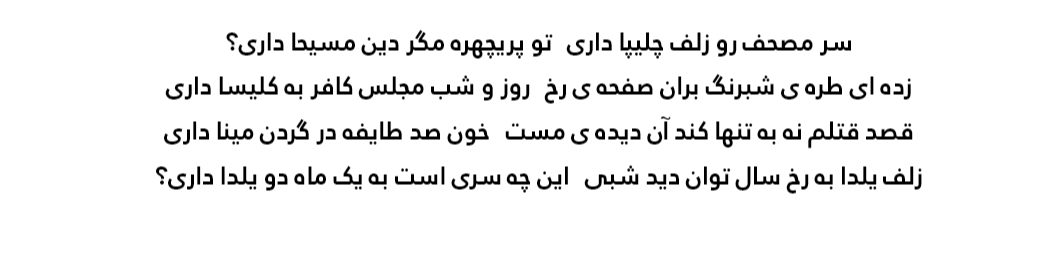 سر مصحف رو زلف چلیپا داری  تو پریچهره مگر دین مسیحا داری؟
زده ای طره ی شبرنگ بران صفحه ی رخ  روز و شب مجلس کافر به کلیسا داری
قصد قتلم نه به تنها کند آن دیده ی مست  خون صد طایفه در گردن مینا داری
زلف یلدا به رخ سال توان دید شبی  این چه سری است به یک ماه دو یلدا داری؟